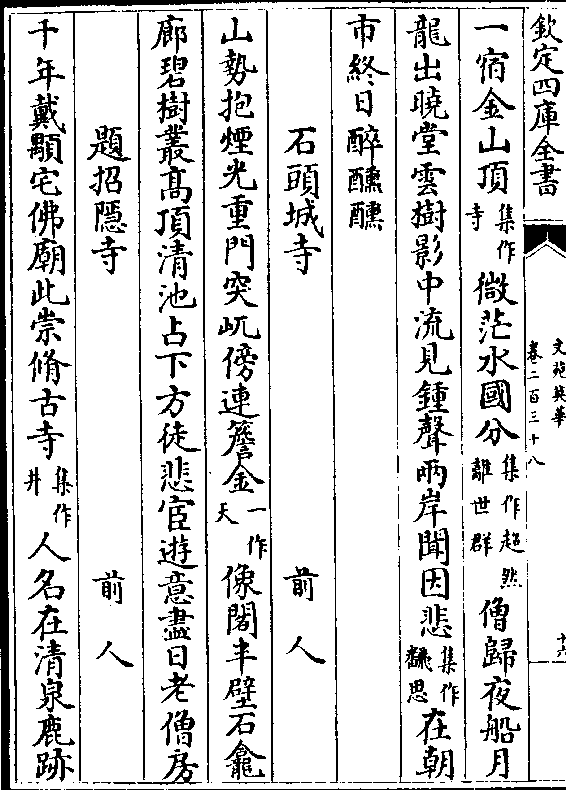 欽定四庫全書
文苑英華
卷二百三十八
十六
一宿金山頂集作寺微茫水國分集作超然離世群僧歸夜船月
龍出曉堂雲樹影中流見鍾聲兩岸聞因悲集作飜思在朝
市終日醉醺醺
石頭城寺 前人
山勢抱煙光重門突屼傍連簷金一作天像閣半壁石龕
廊碧樹叢高頂清池占下方徒悲宦遊意盡日老僧房
題招隱寺 前人
千年戴顒宅佛廟此崇脩古寺集作井人名在清泉鹿跡